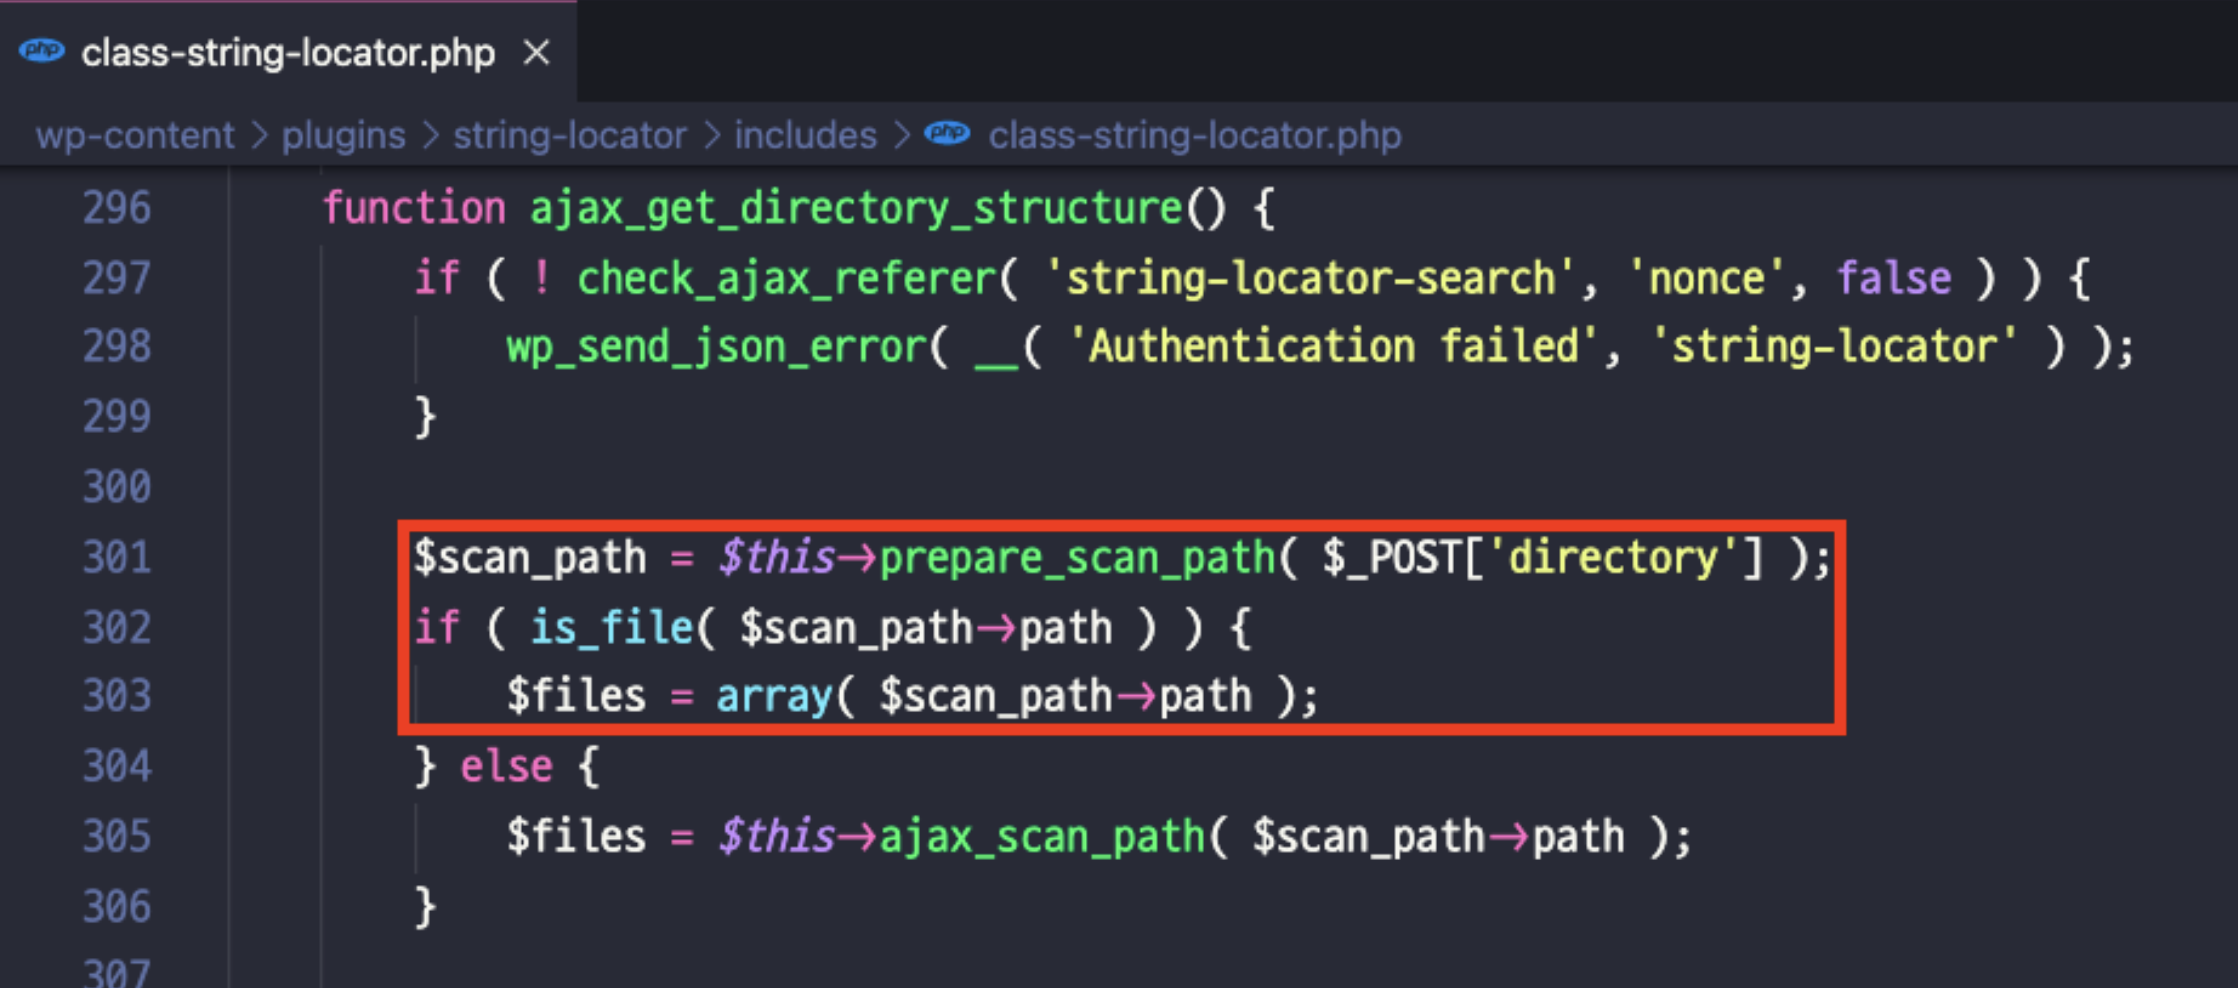 php class-string-locator.php ×
wp-content > plugins > string-locator > includes > php class-string-locator.php
296 function ajax_get_directory_structure() {
297 if ( ! check_ajax_referer( 'string-locator-search', 'nonce', false ) ) {
298 wp_send_json_error( __( 'Authentication failed', 'string-locator' ) );
299 }
300
301 $scan_path = $this→prepare_scan_path( $_POST['directory'] );
302 if ( is_file( $scan_path→path ) ) {
303 $files = array( $scan_path→path );
304 } else {
305 $files = $this→ajax_scan_path( $scan_path→path );
306 }
307